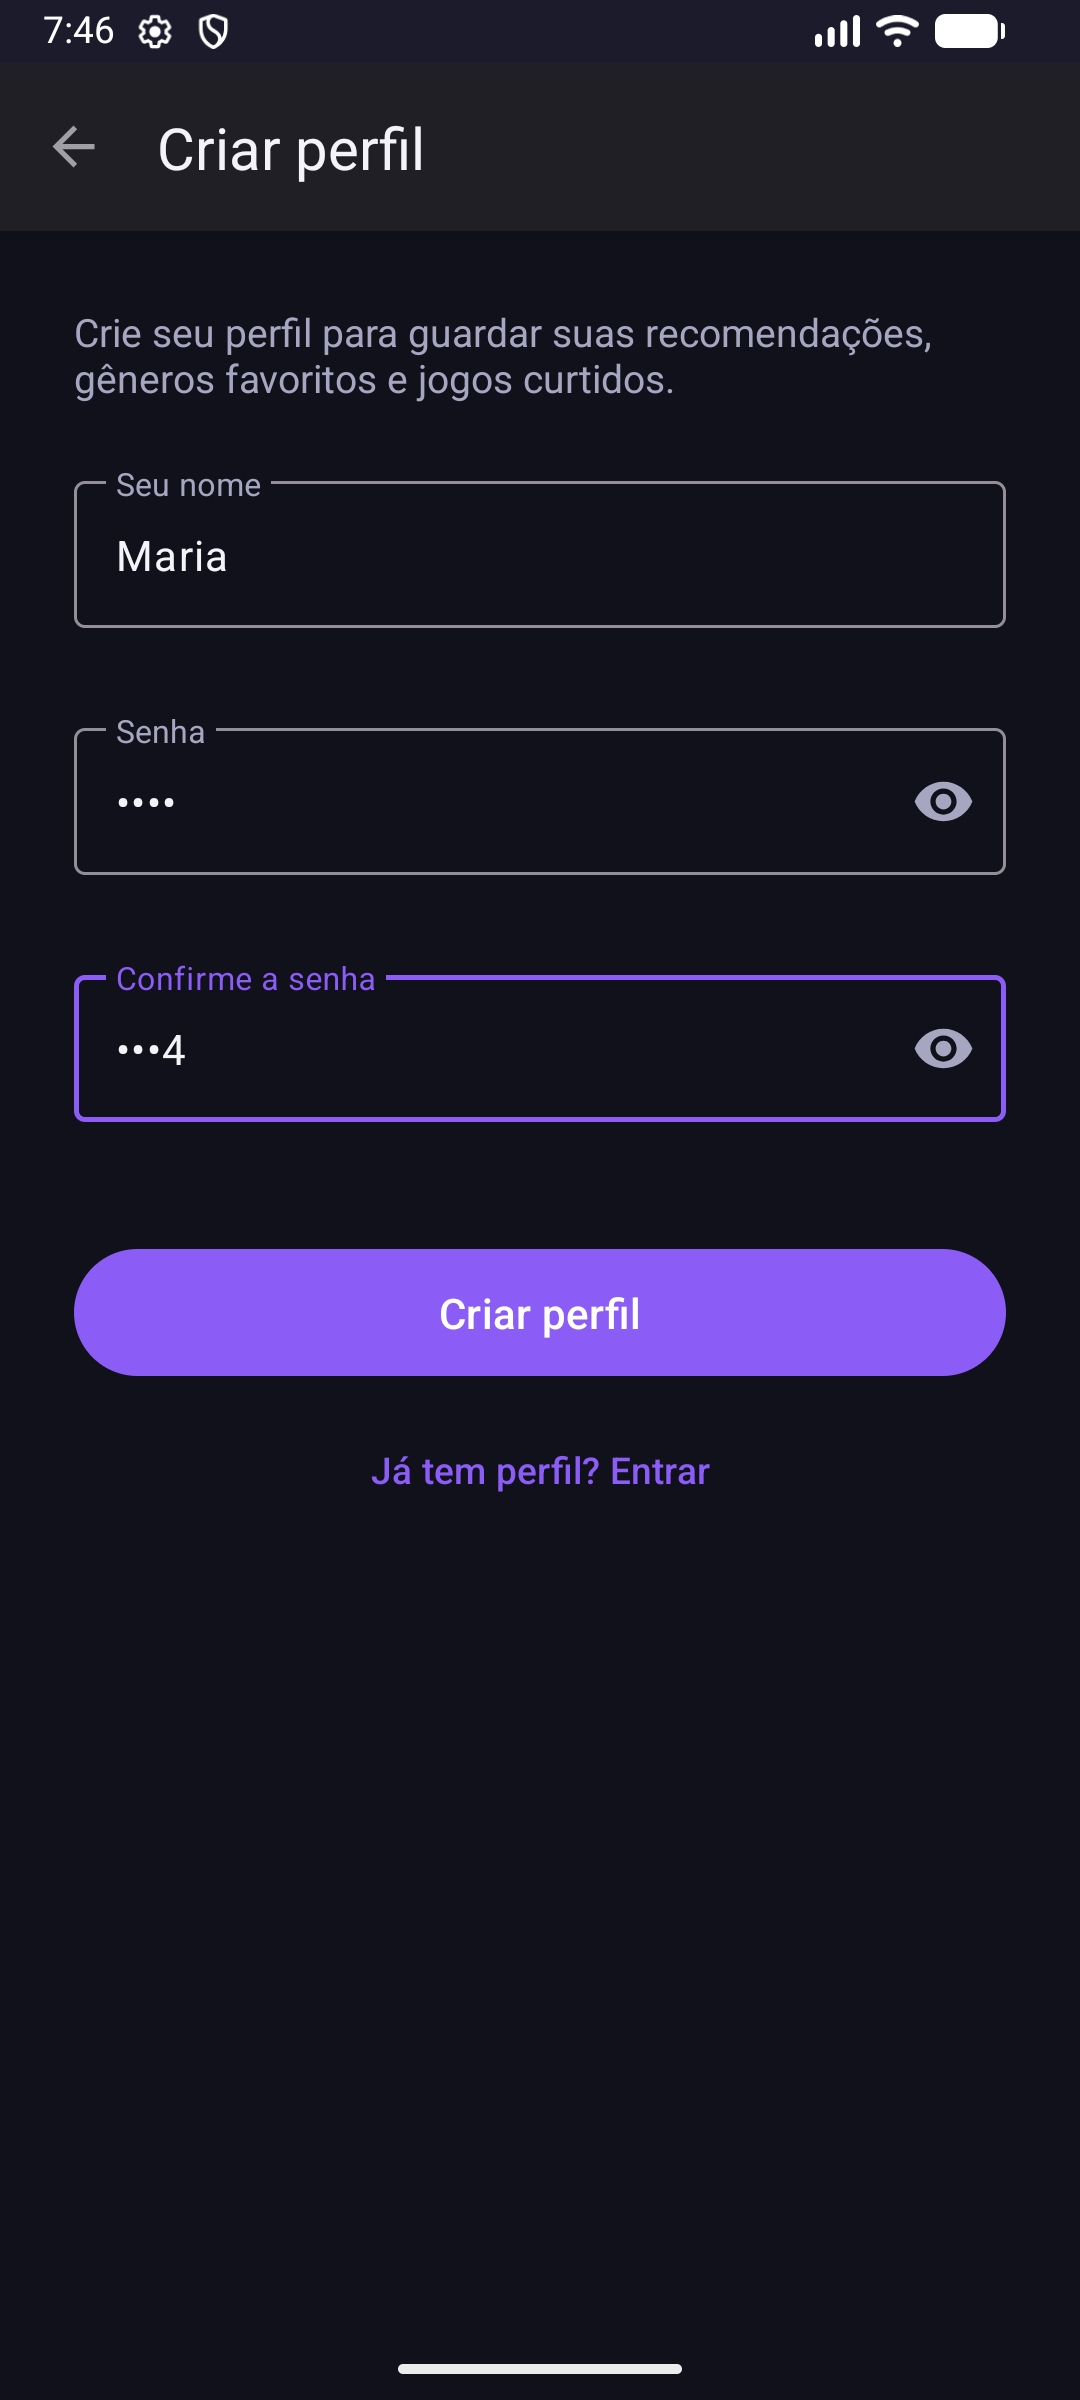 7:46
Criar perfil
Crie seu perfil para guardar suas recomendações,
gêneros favoritos e jogos curtidos.
Seu nome
Maria
Senha
••••
Confirme a senha
•••4
Criar perfil
Já tem perfil? Entrar